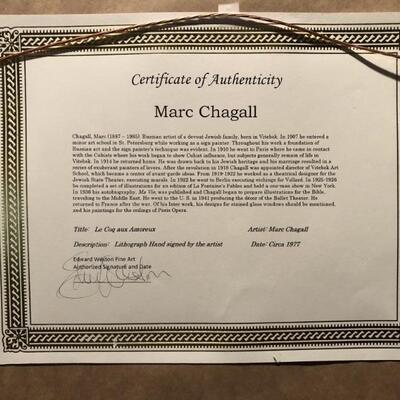 Certificate of Authenticity
Marc Chagall
Chagall, Marc (1887 – 1985). Russian artist of a devout Jewish family, born in Vitebsk. In 1907 he entered a
minor art school in St. Petersburg while working as a sign painter. Throughout his work a foundation of
Russian art and the sign painter's technique was evident. In 1910 he went to Paris where he came in contact
with the Cubists where his work began to show Cubist influence, but subjects generally remain of life in
Vitebsk. In 1914 he returned home. He was drawn back to his Jewish heritage and his marriage resulted in a
series of exuberant pictures of lovers. After the revolution in 1918 Chagall was appointed director of Vitebsk Art
School, which became a center of avant-garde ideas. From 1919-1922 he worked as a theatrical designer for the
Jewish State Theater, executing murals. In 1922 he went to Berlin executing etchings for Vollard. In 1925-1926
he completed a set of illustrations for an edition of La Fontaine's Fables and held a one-man show in New York.
In 1936 his autobiography, Ma Vie, was published and Chagall began to prepare illustrations for the Bible,
traveling to the Middle East. He went to the U. S. in 1941 producing the décor of the Ballet Theater. He
returned to France after the war. Of his later work, his designs for stained glass windows should be mentioned,
and his paintings for the ceilings of Paris Opera.
Title: Le Coq aux Amoreux Artist: Marc Chagall
Description: Lithograph Hand signed by the artist Date: Circa 1977
Edward Weston Fine Art
Authorized Signature and Date